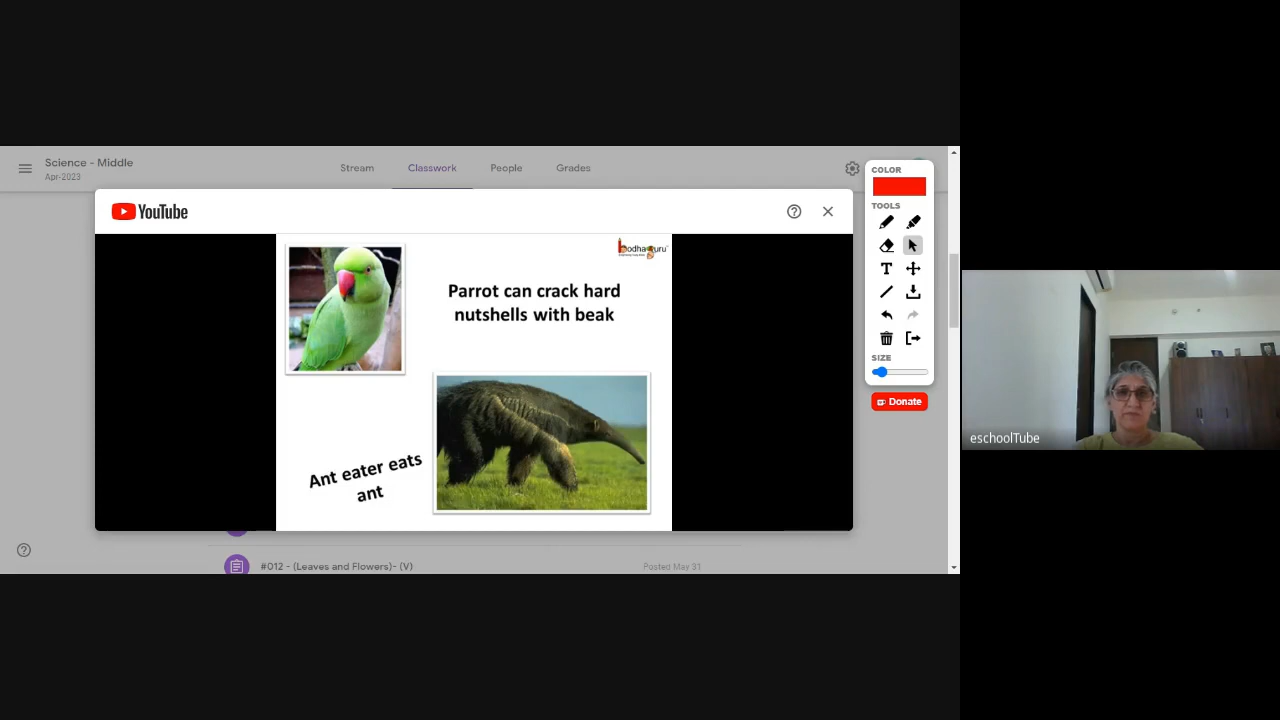 Science - Middle
Apr-2023
Stream
Classwork
People
Grades
YouTube
Parrot can crack hard
nutshells with beak
Ant eater eats
ant
#012 - (Leaves and Flowers)- (V)
Posted May 31
COLOR
TOOLS
T
SIZE
Donate
eschoolTube